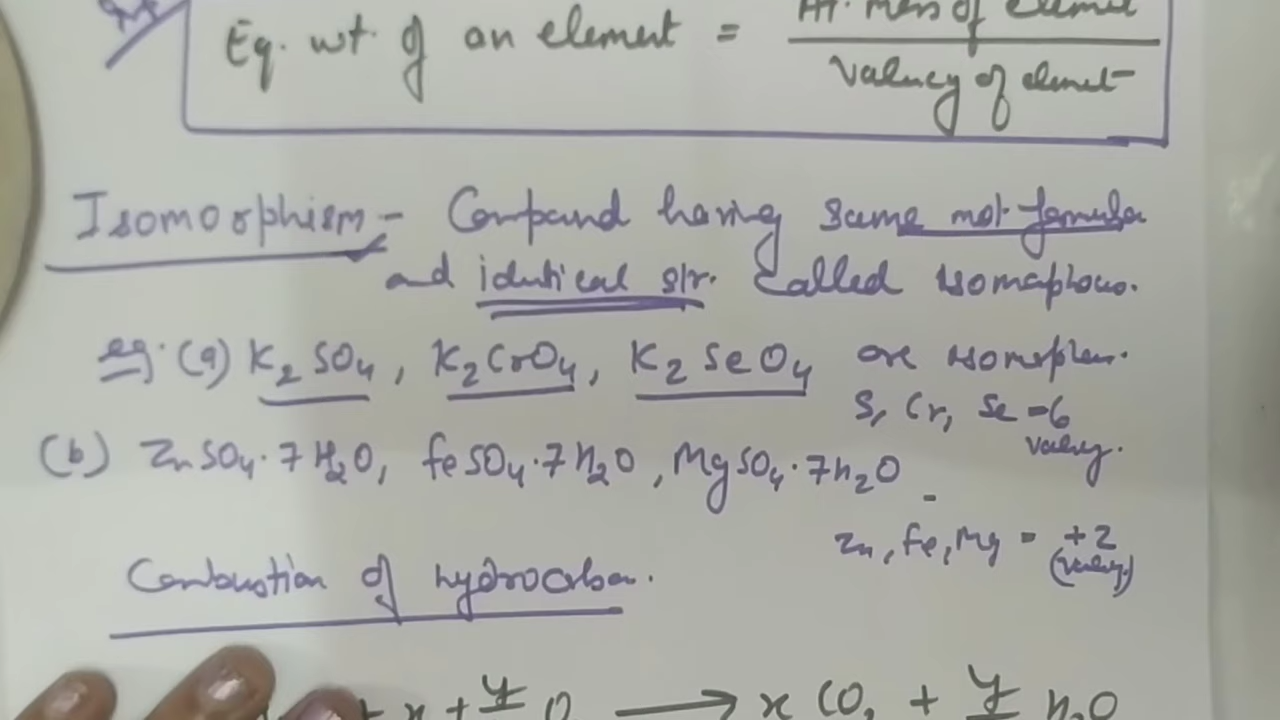 Eq. wt. of an element = At. Mass of element / Valency of element
Isomorphism - Compound having same mol. formula
and identical str. called isomorphous.
eg. (a) K2SO4, K2CrO4, K2SeO4 are isomorphous.
S, Cr, Se = 6
valency.
(b) ZnSO4·7H2O, FeSO4·7H2O, MgSO4·7H2O
Zn, Fe, Mg = +2
(valency)
Combustion of hydrocarbon.
x + y O → x CO2 + y H2O